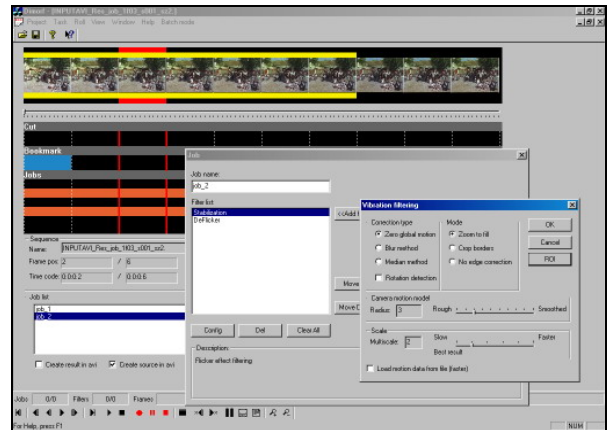 Project Task Roll View Window Help Batch mode
Cut
Bookmark
Jobs
Sequence
Name:
Frame pos: 2 / 6
Time code: 0:0:0:2 / 0:0:0:6
Job list
job_1
job_2
Create result in avi
Create source in avi
Jobs 0/0 Filters 0/0 Frames
For Help, press F1
NUM
Job
Job name:
job_2
Filter list
Stabilization
DeFlicker
<<Add
Move
Move
Config
Del
Clear All
Description:
Flicker effect filtering
Vibration filtering
Correction type
Zero global motion
Blur method
Median method
Rotation detection
Mode
Zoom to fill
Crop borders
No edge correction
OK
Cancel
ROI
Camera motion model
Radius: 3
Rough
Smoothed
Scale
Multiscale: 2
Slow
Faster
Best result
Load motion data from file (faster)